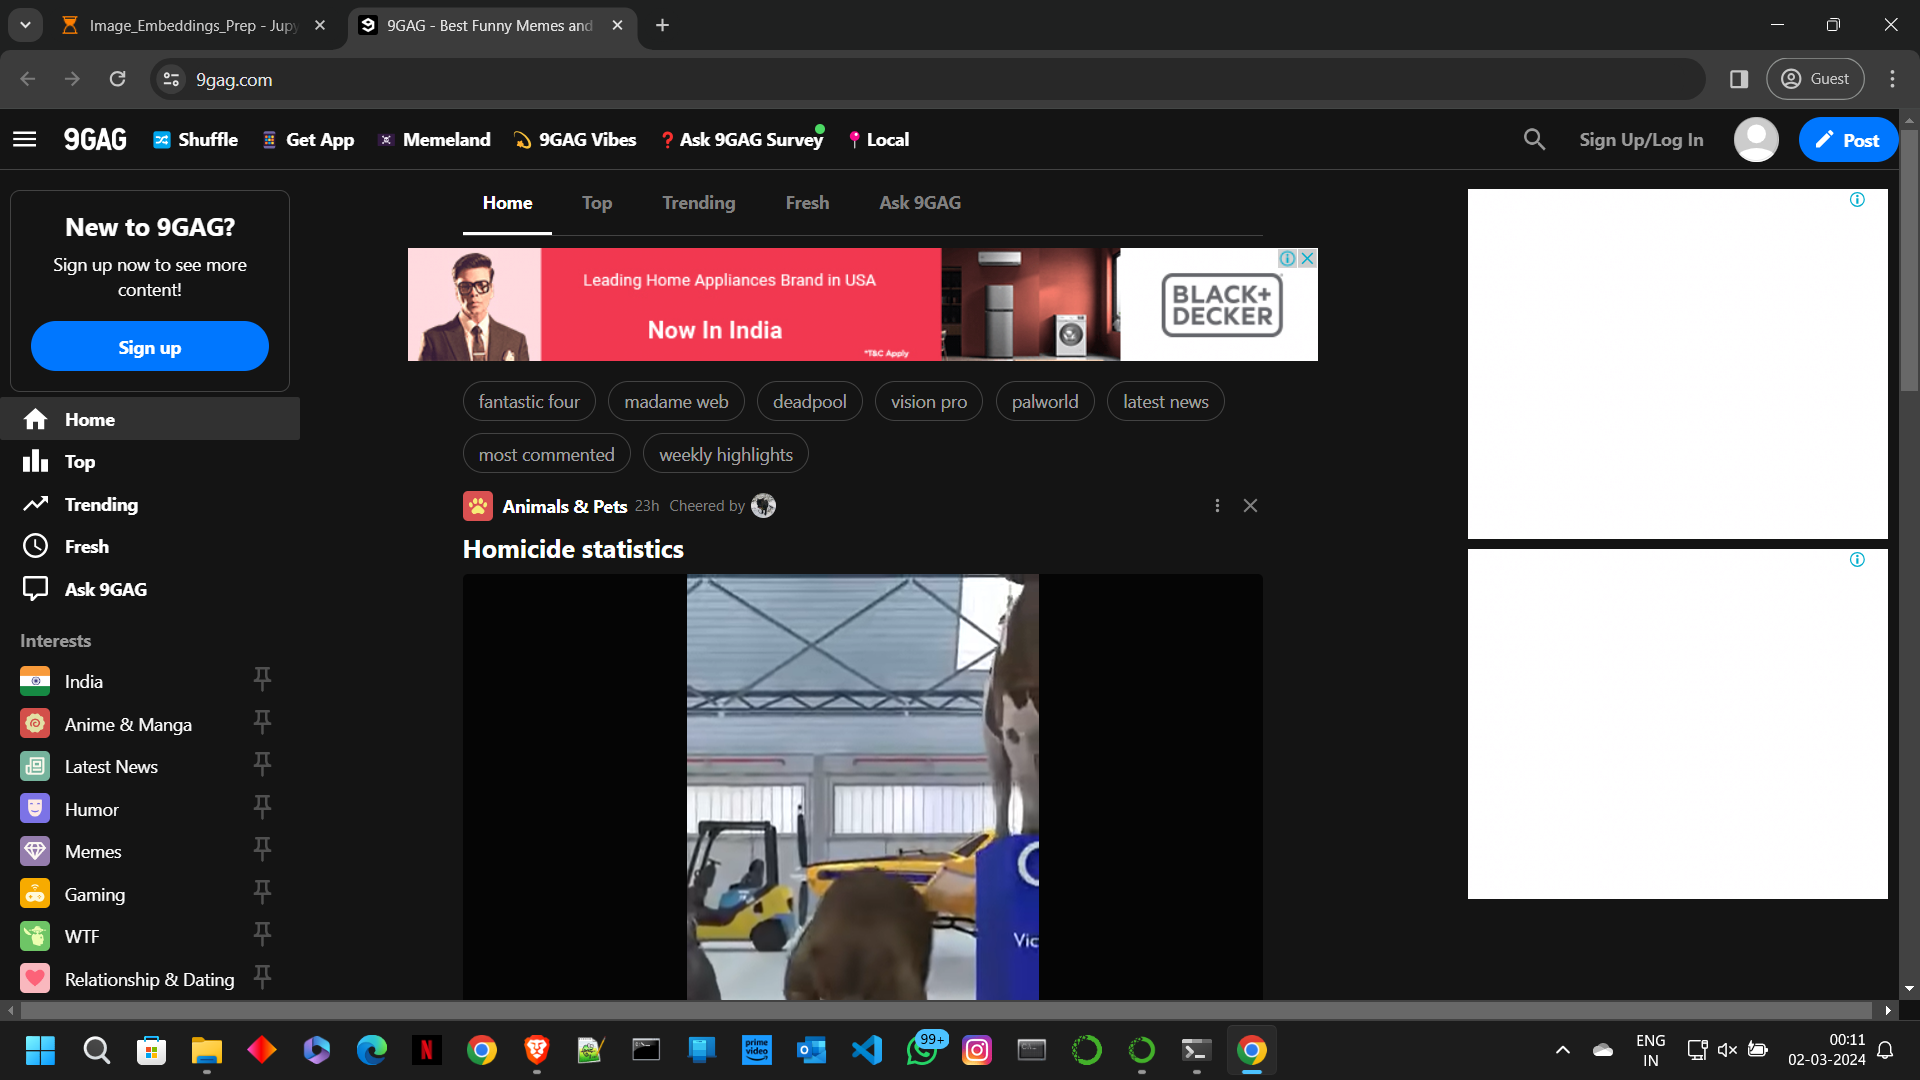 Image_Embeddings_Prep - Jupy
9GAG - Best Funny Memes and
9gag.com
Guest
9GAG
Shuffle
Get App
Memeland
9GAG Vibes
Ask 9GAG Survey
Local
Sign Up/Log In
Post
New to 9GAG?
Sign up now to see more
content!
Sign up
Home
Top
Trending
Fresh
Ask 9GAG
Interests
India
Anime & Manga
Latest News
Humor
Memes
Gaming
WTF
Relationship & Dating
Home Top Trending Fresh Ask 9GAG
Leading Home Appliances Brand in USA
Now In India
*T&C Apply
BLACK+
DECKER
fantastic four madame web deadpool vision pro palworld latest news
most commented weekly highlights
Animals & Pets 23h Cheered by
Homicide statistics
Vic
prime
video
99+
ENG
IN
00:11
02-03-2024